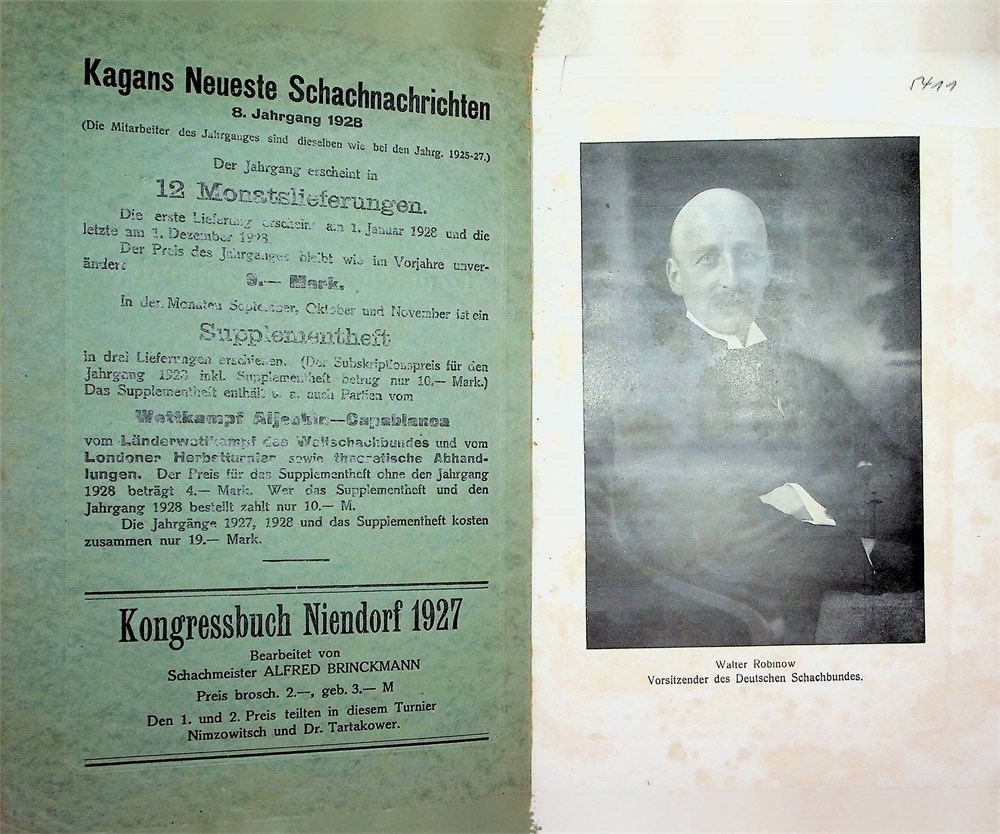 Kagans Neueste Schachnachrichten
8. Jahrgang 1928
(Die Mitarbeiter des Jahrganges sind dieselben wie bei den Jahrg. 1925-27.)
Der Jahrgang erscheint in
12 Monatslieferungen.
Die erste Lieferung erscheint am 1. Januar 1928 und die
letzte am 1. Dezember 1928.
Der Preis des Jahrganges bleibt wie im Vorjahre unver-
ändert
9.— Mark.
In den Monaten September, Oktober und November ist ein
Supplementheft
in drei Lieferungen erschienen. (Der Subskriptionspreis für den
Jahrgang 1928 inkl. Supplementheft betrug nur 10.— Mark.)
Das Supplementheft enthält u. a. auch Partien vom
Wettkampf Aljechin—Capablanca
vom Länderwettkampf des Weltschachbundes und vom
Londoner Herbstturnier sowie theoretische Abhand-
lungen. Der Preis für das Supplementheft ohne den Jahrgang
1928 beträgt 4.— Mark. Wer das Supplementheft und den
Jahrgang 1928 bestellt zahlt nur 10.— M.
Die Jahrgänge 1927, 1928 und das Supplementheft kosten
zusammen nur 19.— Mark.
Kongressbuch Niendorf 1927
Bearbeitet von
Schachmeister ALFRED BRINCKMANN
Preis brosch. 2.—, geb. 3.— M
Den 1. und 2. Preis teilten in diesem Turnier
Nimzowitsch und Dr. Tartakower.
Walter Robinow
Vorsitzender des Deutschen Schachbundes.